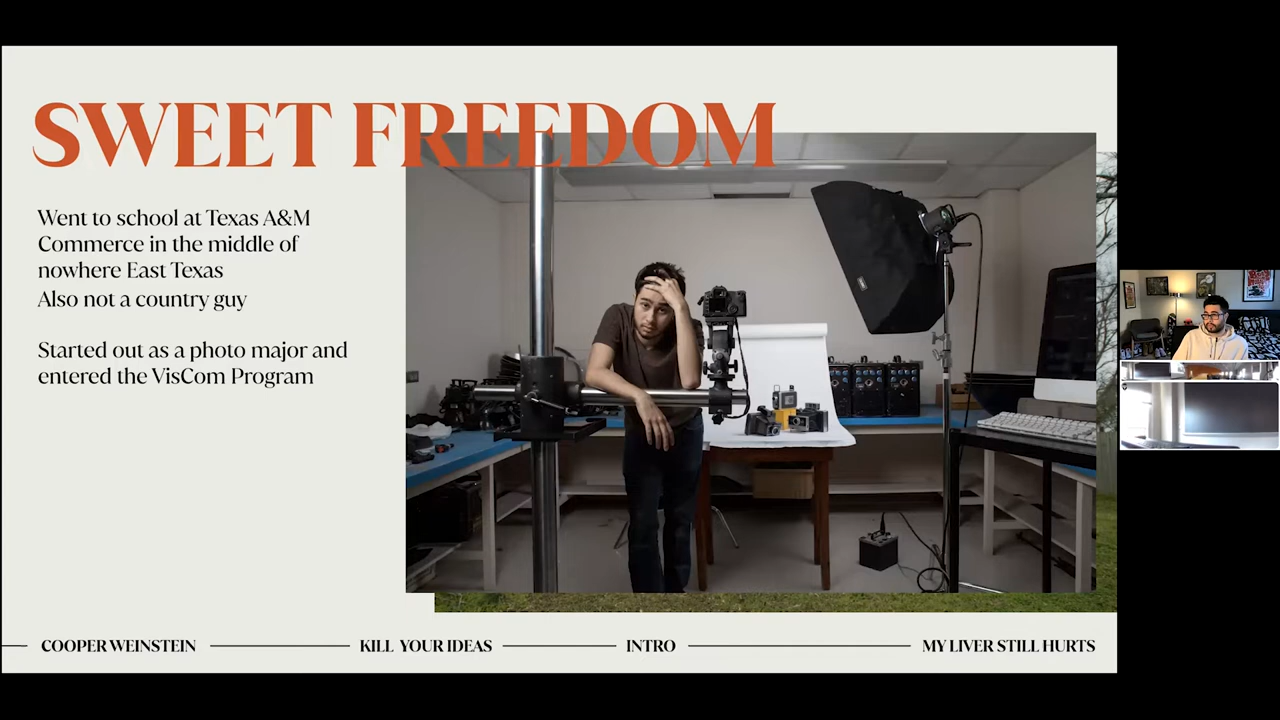 SWEET FREEDOM
Went to school at Texas A&M
Commerce in the middle of
nowhere East Texas
Also not a country guy
Started out as a photo major and
entered the VisCom Program
COOPER WEINSTEIN
KILL YOUR IDEAS
INTRO
MY LIVER STILL HURTS